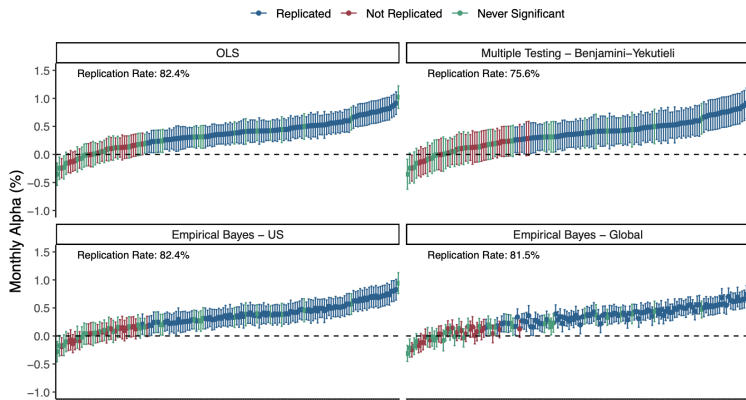 Replicated Not Replicated Never Significant
OLS
Multiple Testing − Benjamini−Yekutieli
Replication Rate: 82.4%
Replication Rate: 75.6%
1.5
1.0
0.5
0.0
−0.5
−1.0
Empirical Bayes − US
Empirical Bayes − Global
Replication Rate: 82.4%
Replication Rate: 81.5%
1.5
1.0
0.5
0.0
−0.5
−1.0
Monthly Alpha (%)